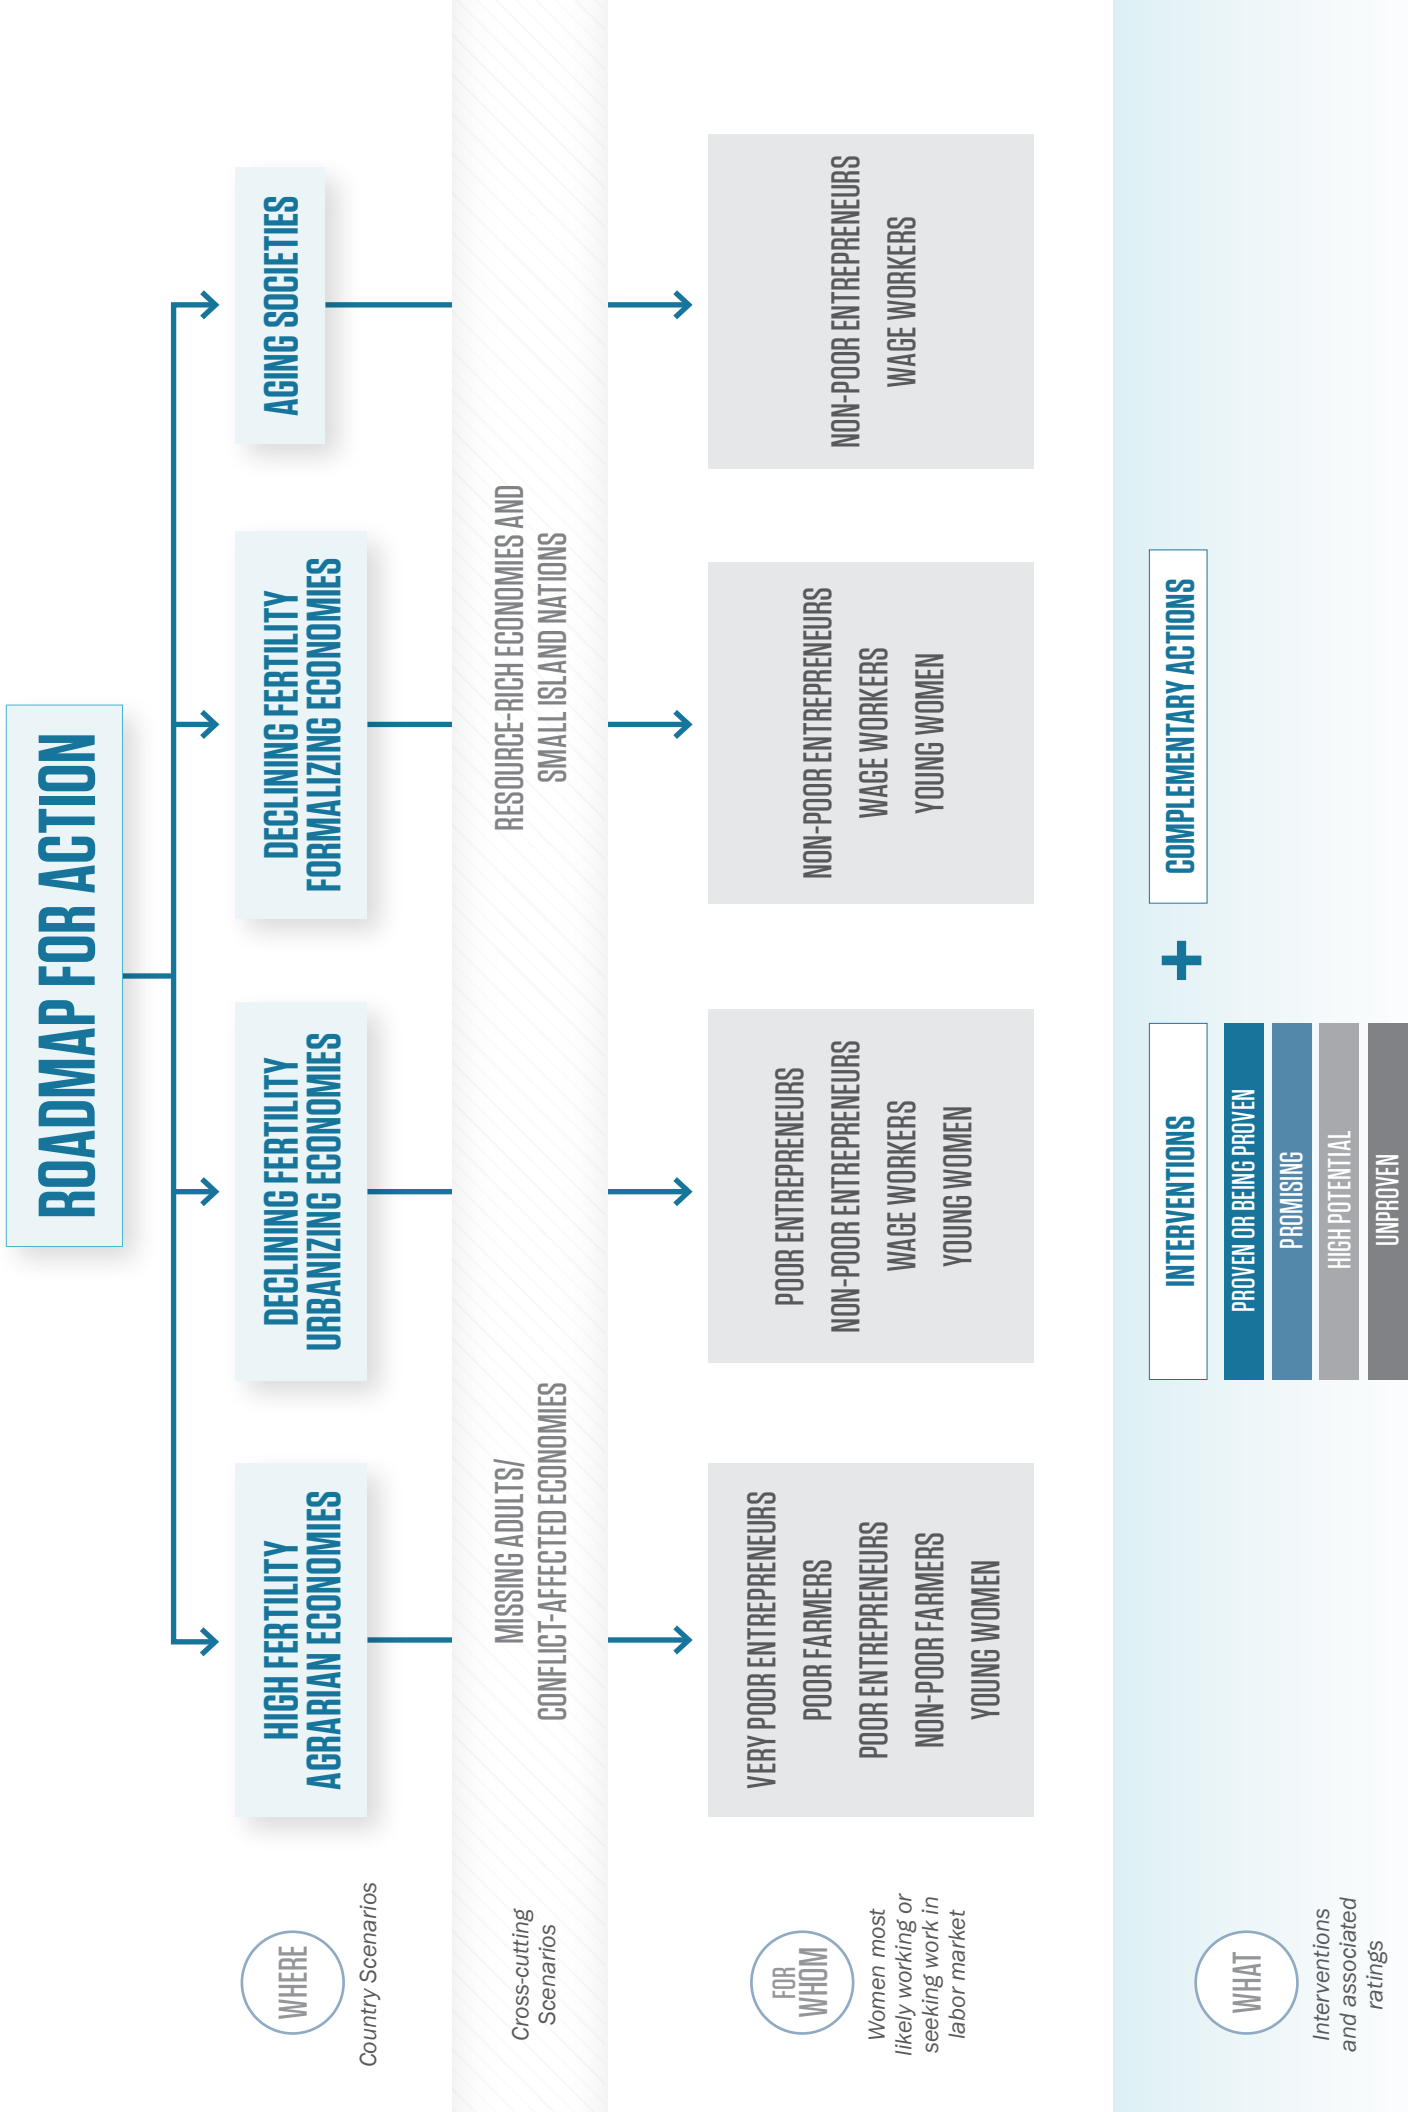 ROADMAP FOR ACTION
WHERE
Country Scenarios
HIGH FERTILITY
AGRARIAN ECONOMIES
DECLINING FERTILITY
URBANIZING ECONOMIES
DECLINING FERTILITY
FORMALIZING ECONOMIES
AGING SOCIETIES
Cross-cutting
Scenarios
MISSING ADULTS/
CONFLICT-AFFECTED ECONOMIES
RESOURCE-RICH ECONOMIES AND
SMALL ISLAND NATIONS
FOR
WHOM
Women most
likely working or
seeking work in
labor market
VERY POOR ENTREPRENEURS
POOR FARMERS
POOR ENTREPRENEURS
NON-POOR FARMERS
YOUNG WOMEN
POOR ENTREPRENEURS
NON-POOR ENTREPRENEURS
WAGE WORKERS
YOUNG WOMEN
NON-POOR ENTREPRENEURS
WAGE WORKERS
YOUNG WOMEN
NON-POOR ENTREPRENEURS
WAGE WORKERS
WHAT
Interventions
and associated
ratings
INTERVENTIONS
+
COMPLEMENTARY ACTIONS
PROVEN OR BEING PROVEN
PROMISING
HIGH POTENTIAL
UNPROVEN